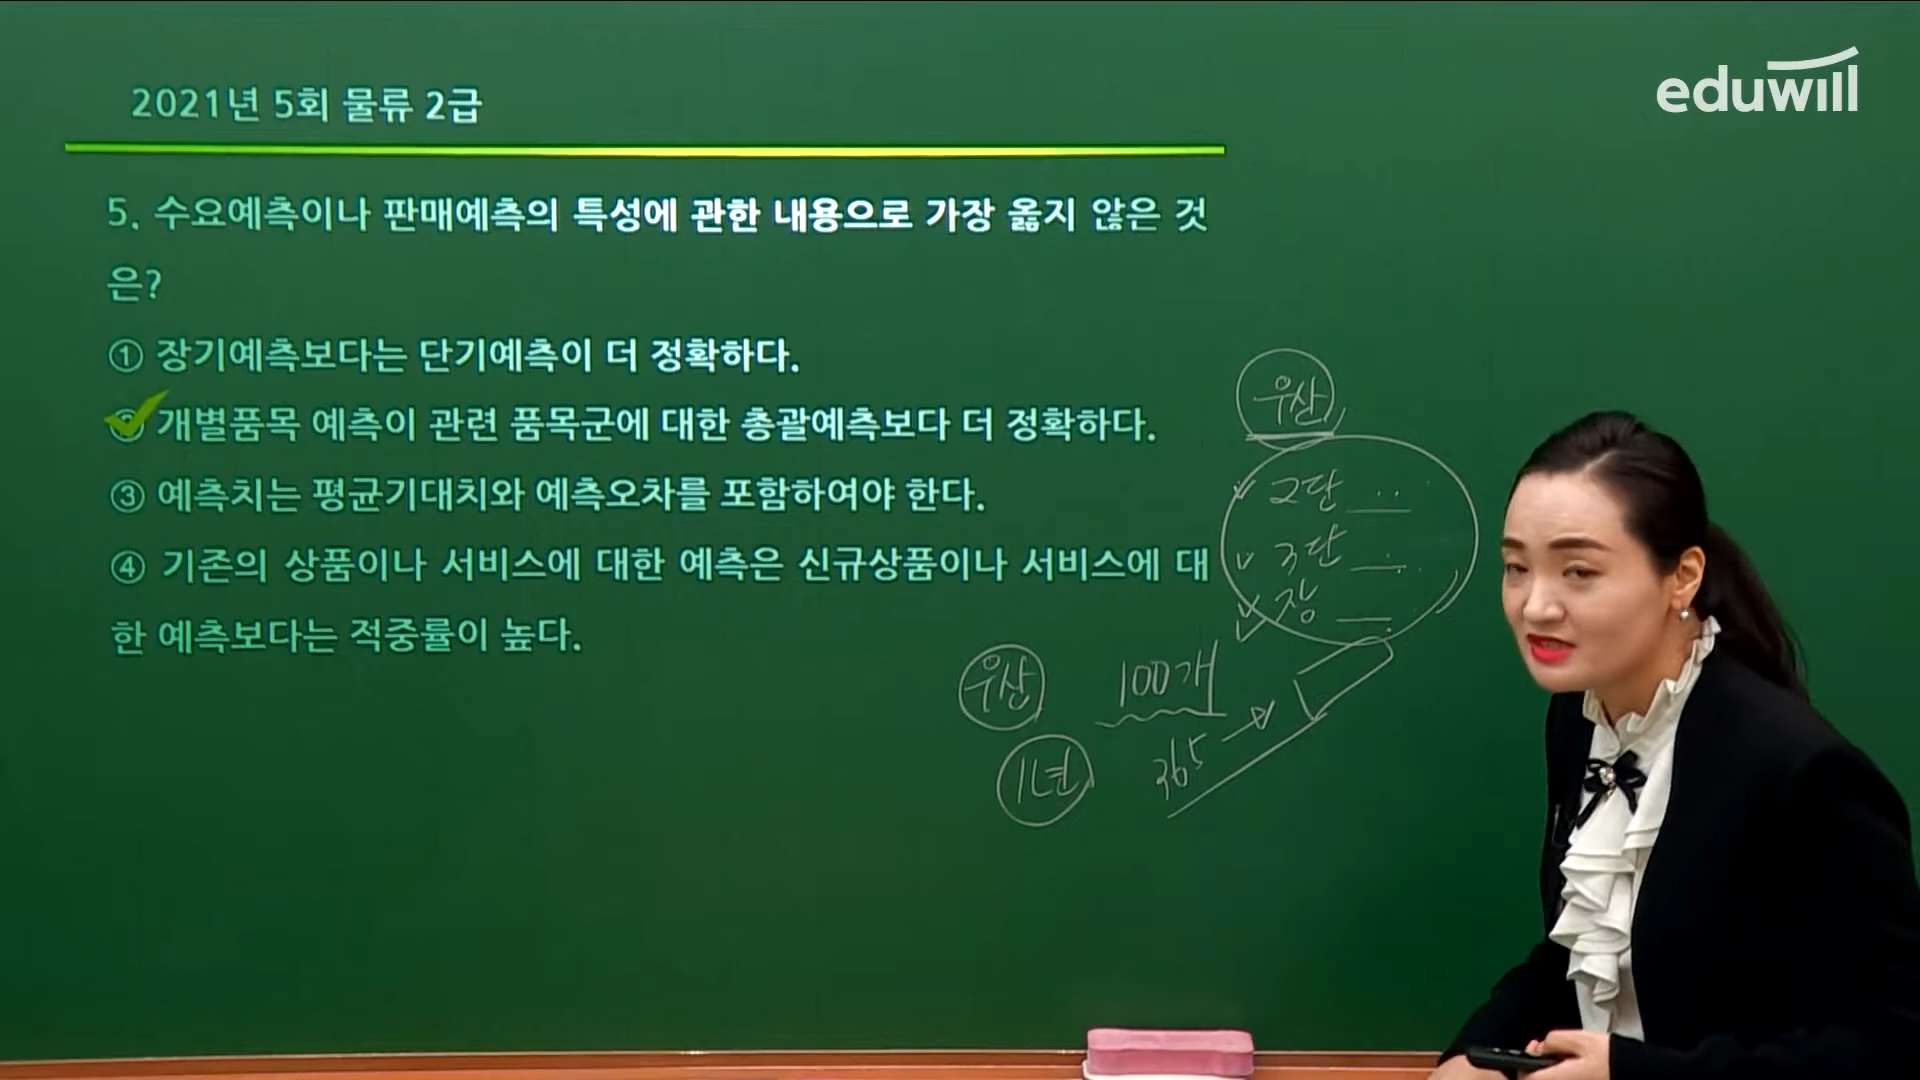 eduwill
2021년 5회 물류 2급
5. 수요예측이나 판매예측의 특성에 관한 내용으로 가장 옳지 않은 것
은?
① 장기예측보다는 단기예측이 더 정확하다.
② 개별품목 예측이 관련 품목군에 대한 총괄예측보다 더 정확하다.
③ 예측치는 평균기대치와 예측오차를 포함하여야 한다.
④ 기존의 상품이나 서비스에 대한 예측은 신규상품이나 서비스에 대
한 예측보다는 적중률이 높다.
우산
2단
3단
장
우산 100개
1년 365